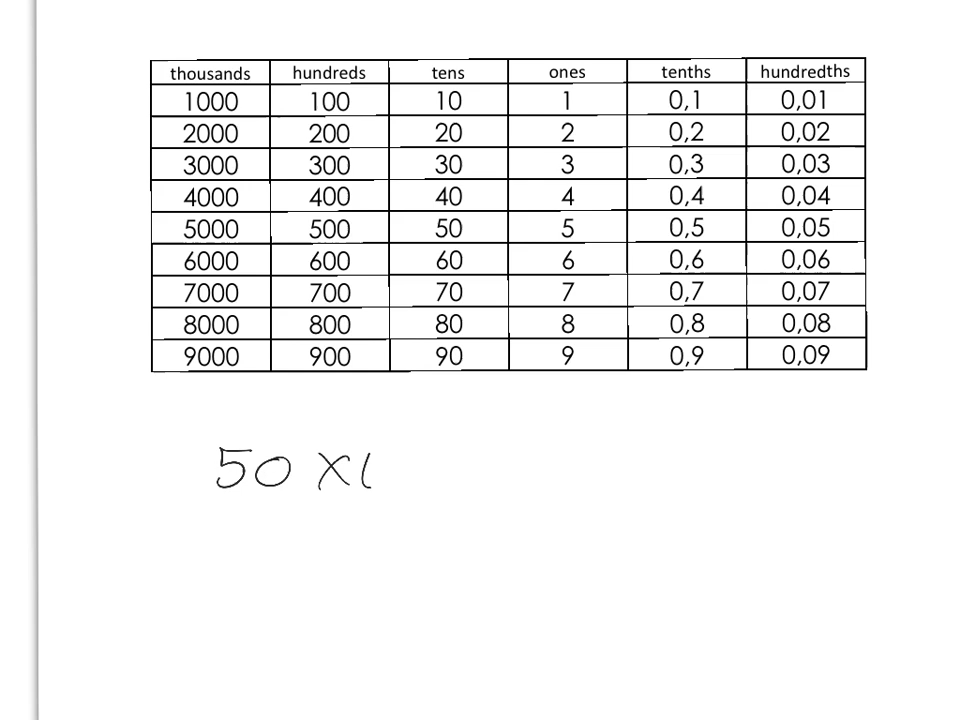 thousands hundreds tens ones tenths hundredths
1000 100 10 1 0,1 0,01
2000 200 20 2 0,2 0,02
3000 300 30 3 0,3 0,03
4000 400 40 4 0,4 0,04
5000 500 50 5 0,5 0,05
6000 600 60 6 0,6 0,06
7000 700 70 7 0,7 0,07
8000 800 80 8 0,8 0,08
9000 900 90 9 0,9 0,09
50 x